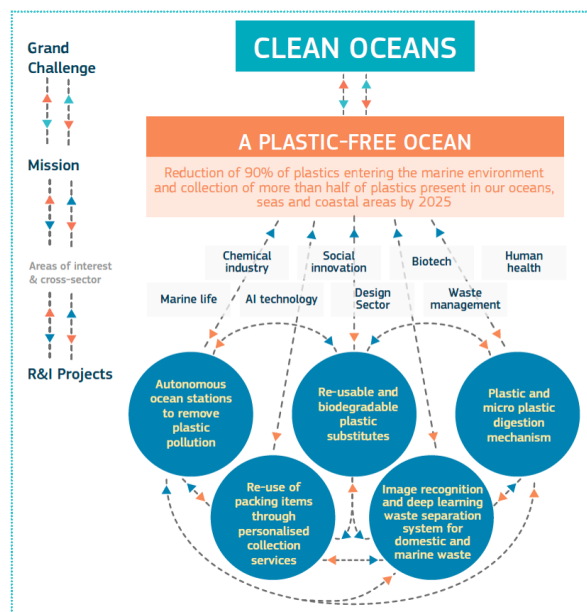 Grand
Challenge
CLEAN OCEANS
Mission
A PLASTIC-FREE OCEAN
Reduction of 90% of plastics entering the marine environment
and collection of more than half of plastics present in our oceans,
seas and coastal areas by 2025
Areas of interest
& cross-sector
Chemical
industry
Social
innovation
Biotech
Human
health
Marine life
AI technology
Design
Sector
Waste
management
R&I Projects
Autonomous
ocean stations
to remove
plastic
pollution
Re-usable and
biodegradable
plastic
substitutes
Plastic and
micro plastic
digestion
mechanism
Re-use of
packing items
through
personalised
collection
services
Image recognition
and deep learning
waste separation
system for
domestic and
marine waste